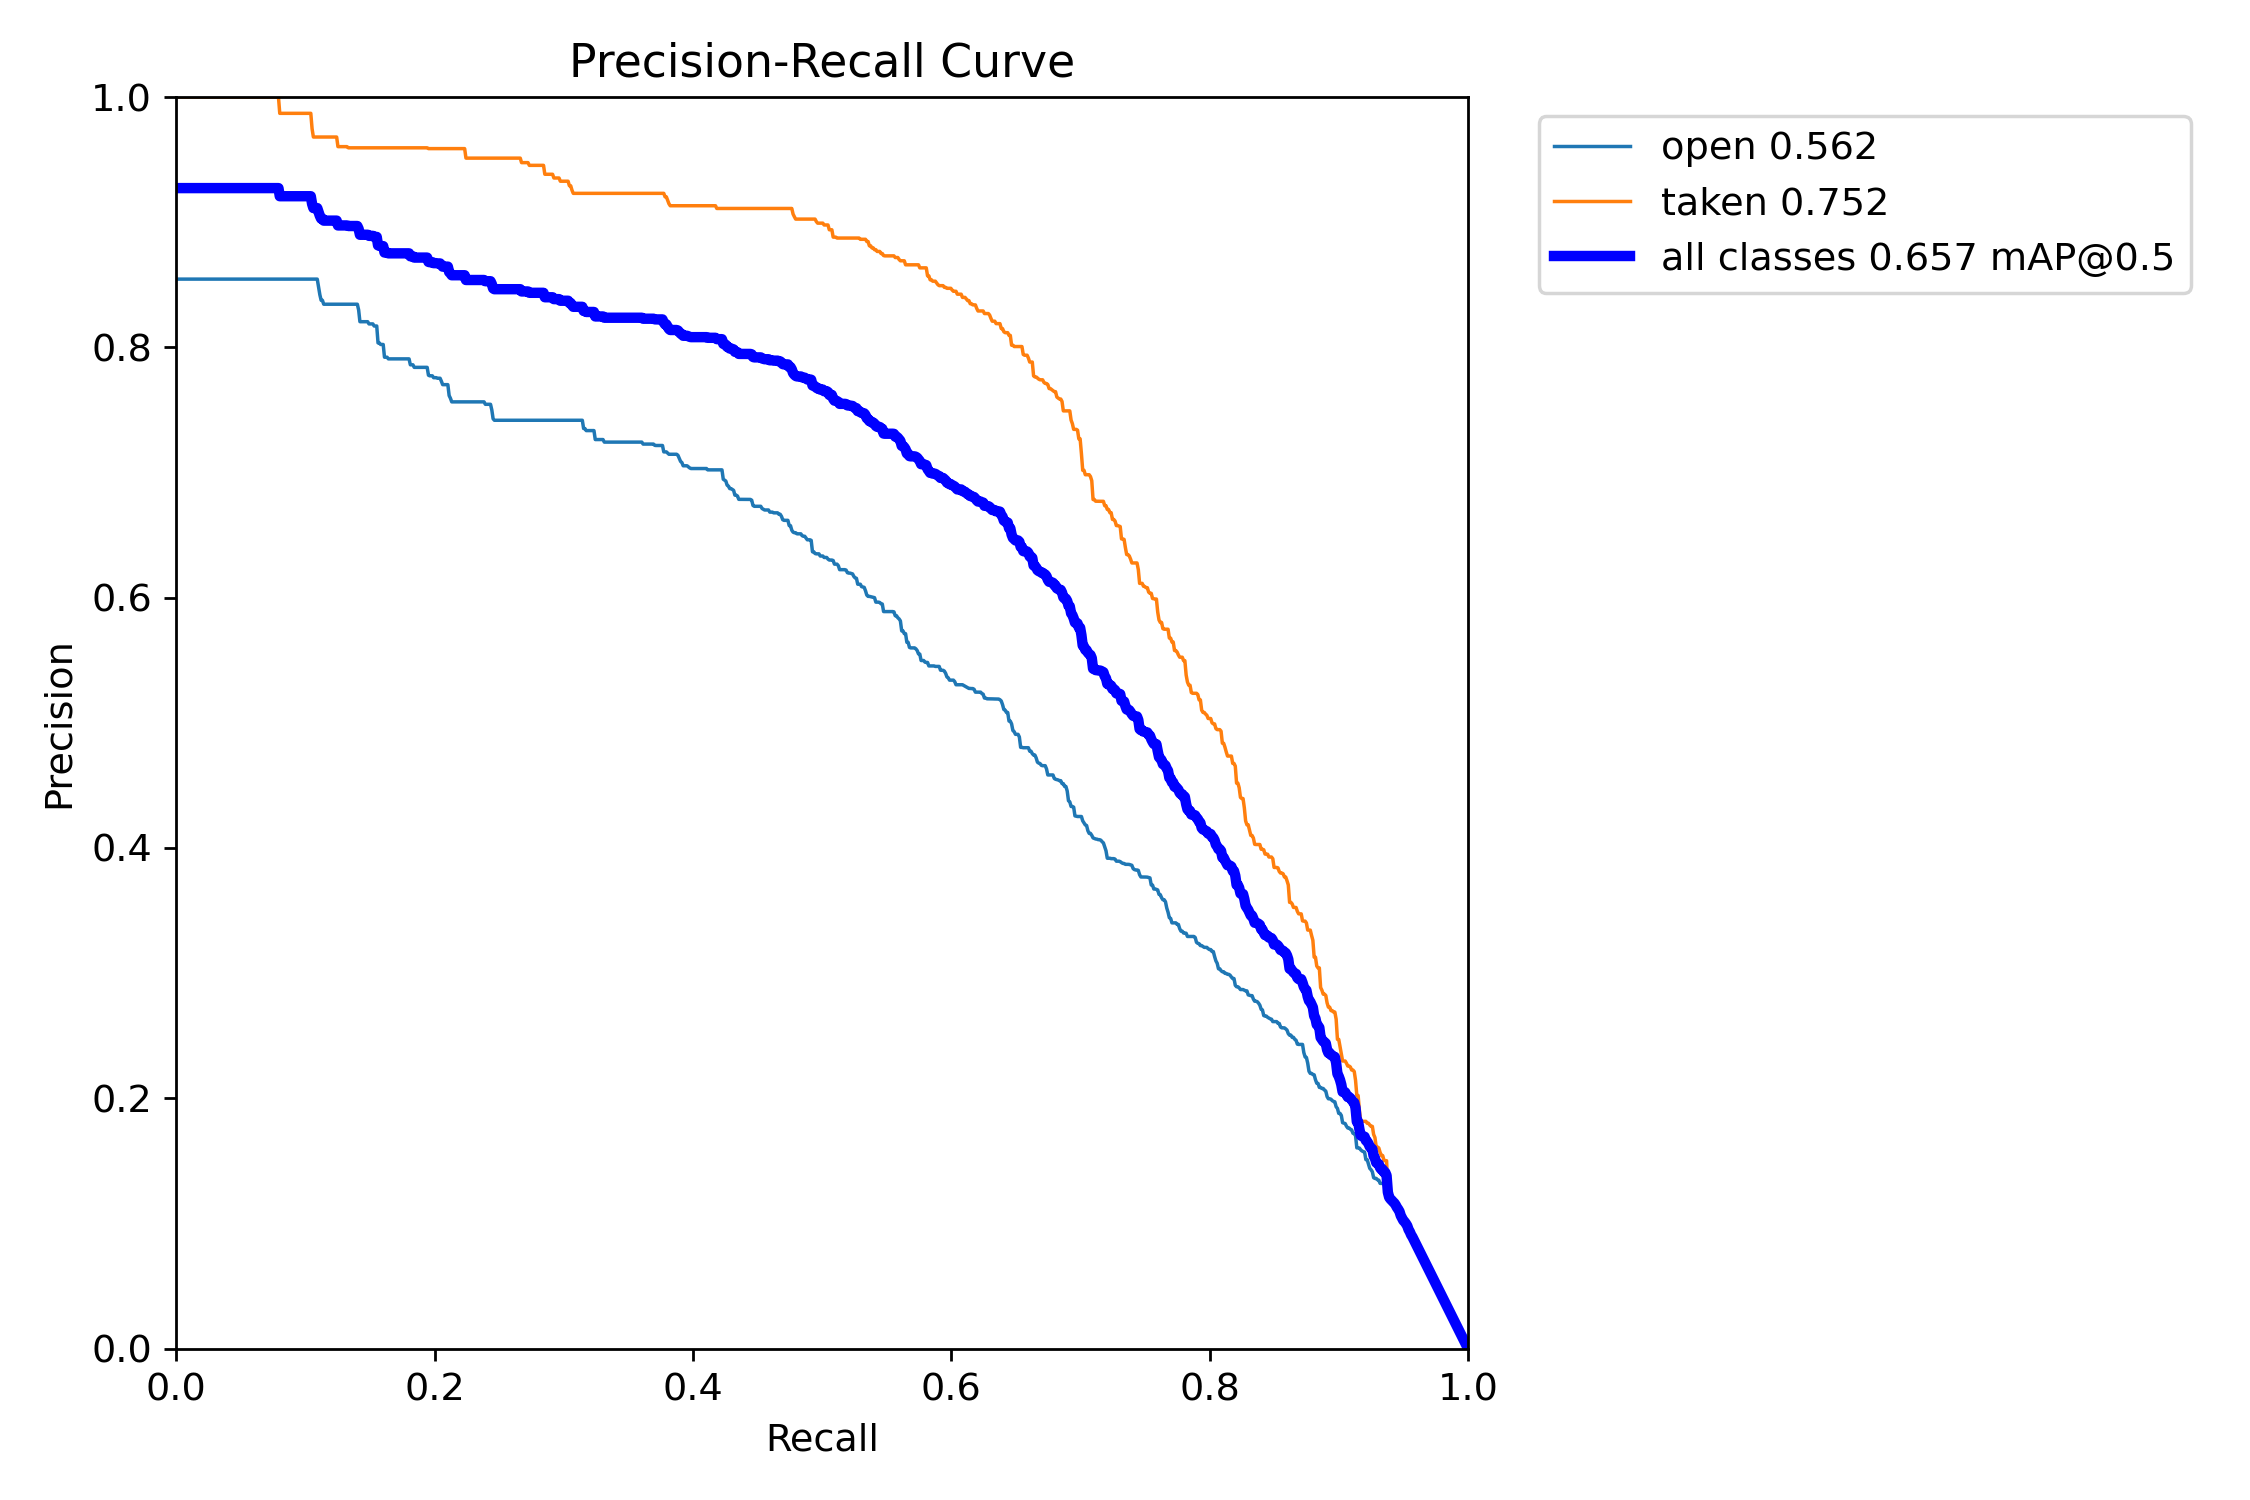 Precision-Recall Curve
1.0
0.8
0.6
0.4
0.2
0.0
Precision
0.0 0.2 0.4 0.6 0.8 1.0
Recall
open 0.562
taken 0.752
all classes 0.657 mAP@0.5